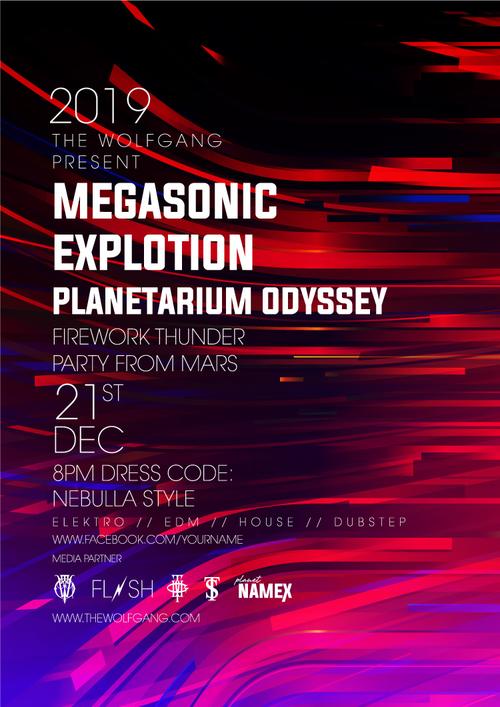 2019
THE WOLFGANG
PRESENT
MEGASONIC
EXPLOTION
PLANETARIUM ODYSSEY
FIREWORK THUNDER
PARTY FROM MARS
21ST
DEC
8PM DRESS CODE:
NEBULLA STYLE
ELEKTRO // EDM // HOUSE // DUBSTEP
WWW.FACEBOOK.COM/YOURNAME
MEDIA PARTNER
FLASH planet NAMEX
WWW.THEWOLFGANG.COM